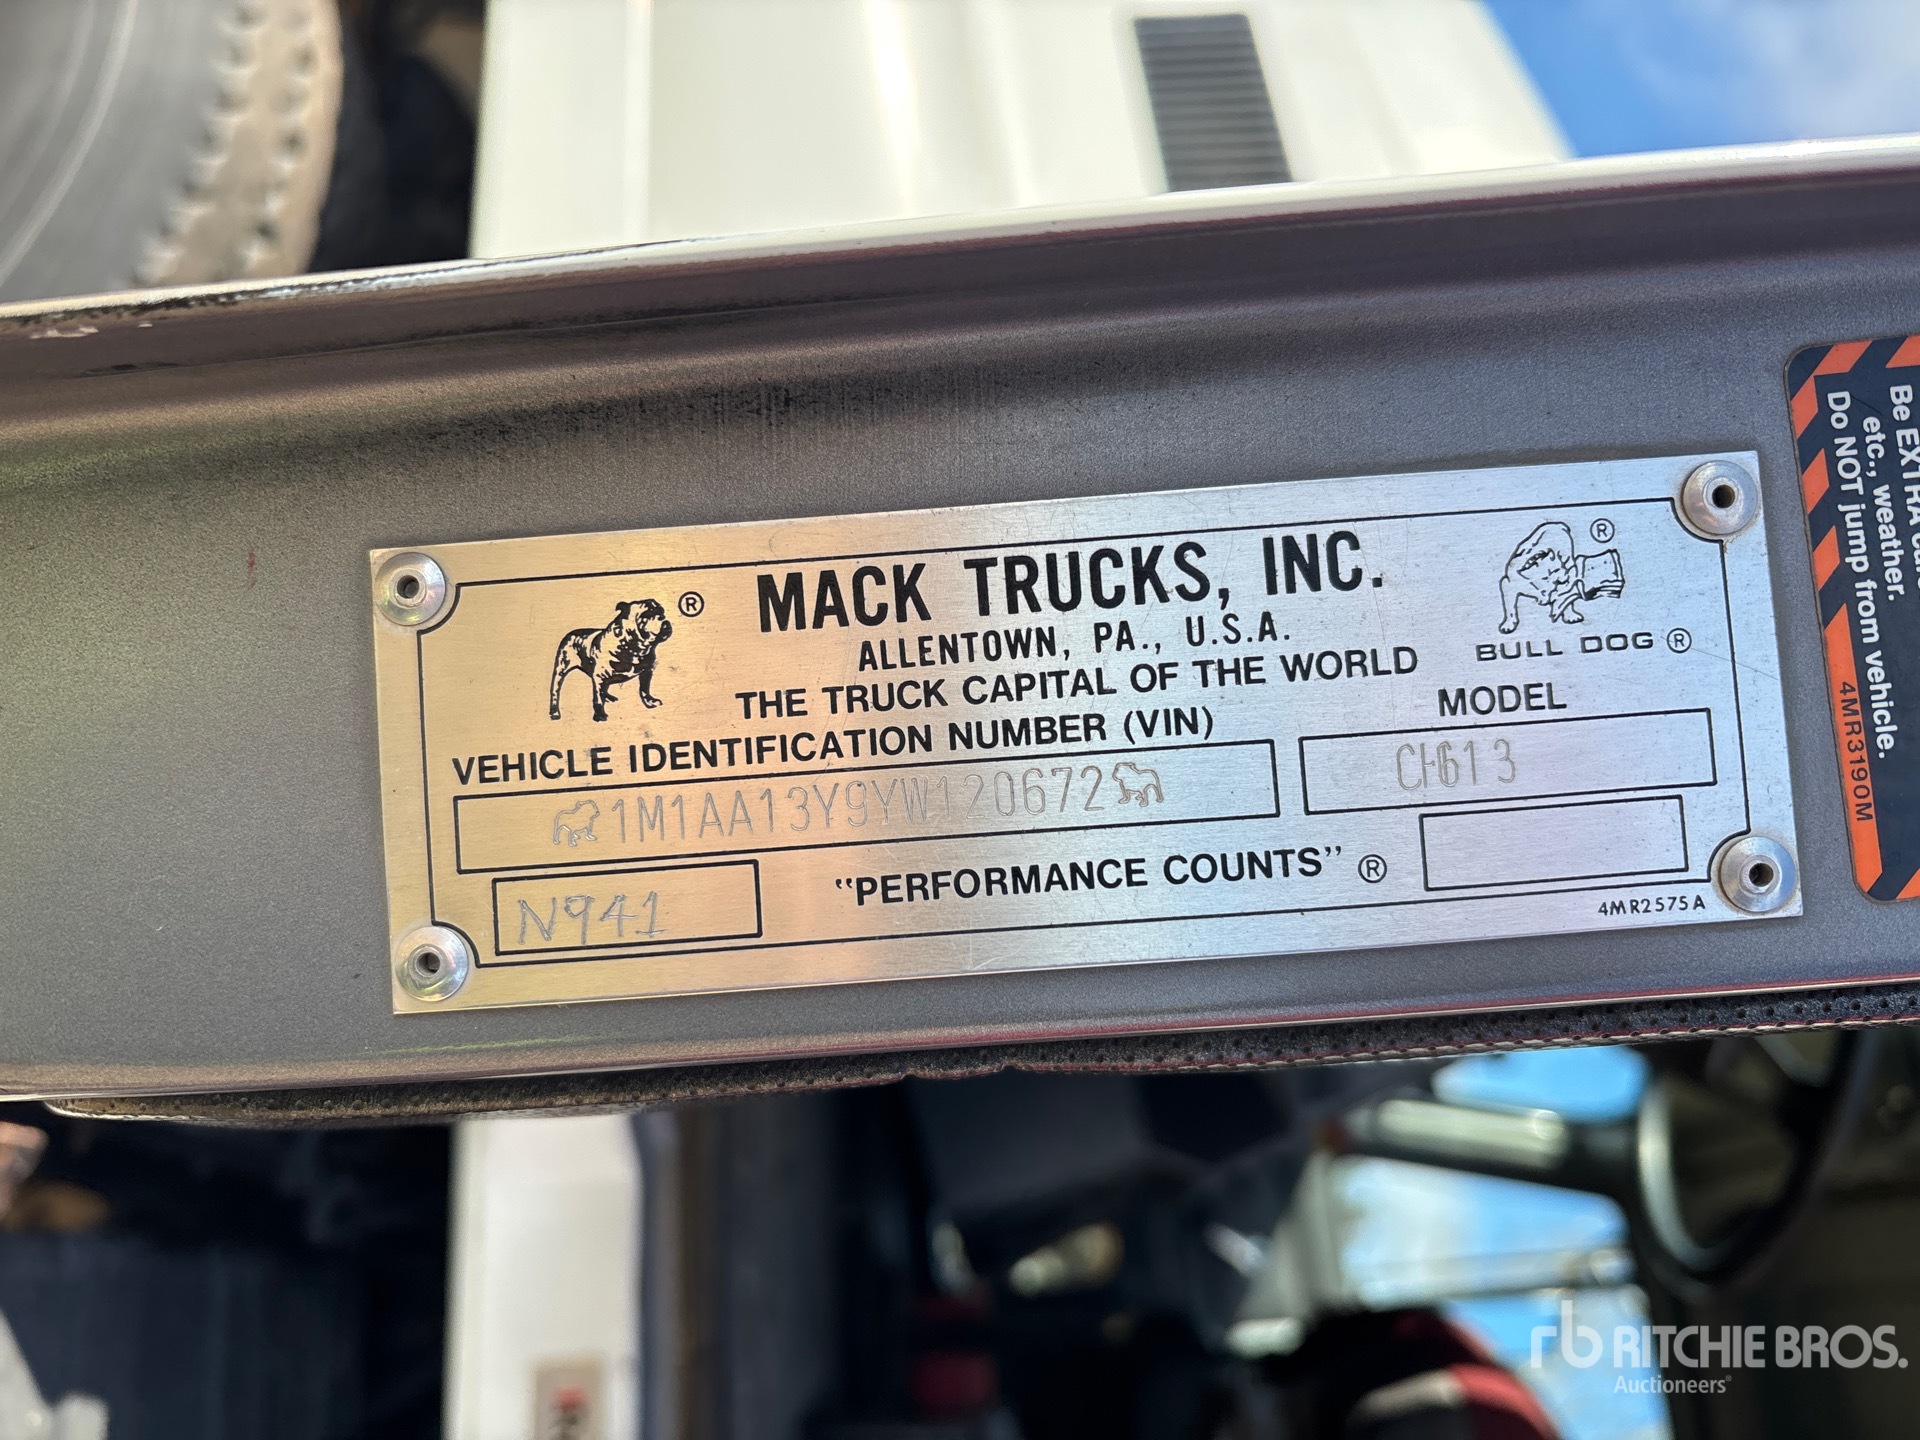 MACK TRUCKS, INC.
ALLENTOWN, PA., U.S.A.
THE TRUCK CAPITAL OF THE WORLD
®
®
BULL DOG ®
VEHICLE IDENTIFICATION NUMBER (VIN)
MODEL
1M1AA13Y9YW120672
CH613
N941
"PERFORMANCE COUNTS" ®
4MR2575A
Be EXTRA
etc., weather.
Do NOT jump from vehicle.
4MR3190M
rb RITCHIE BROS.
Auctioneers®